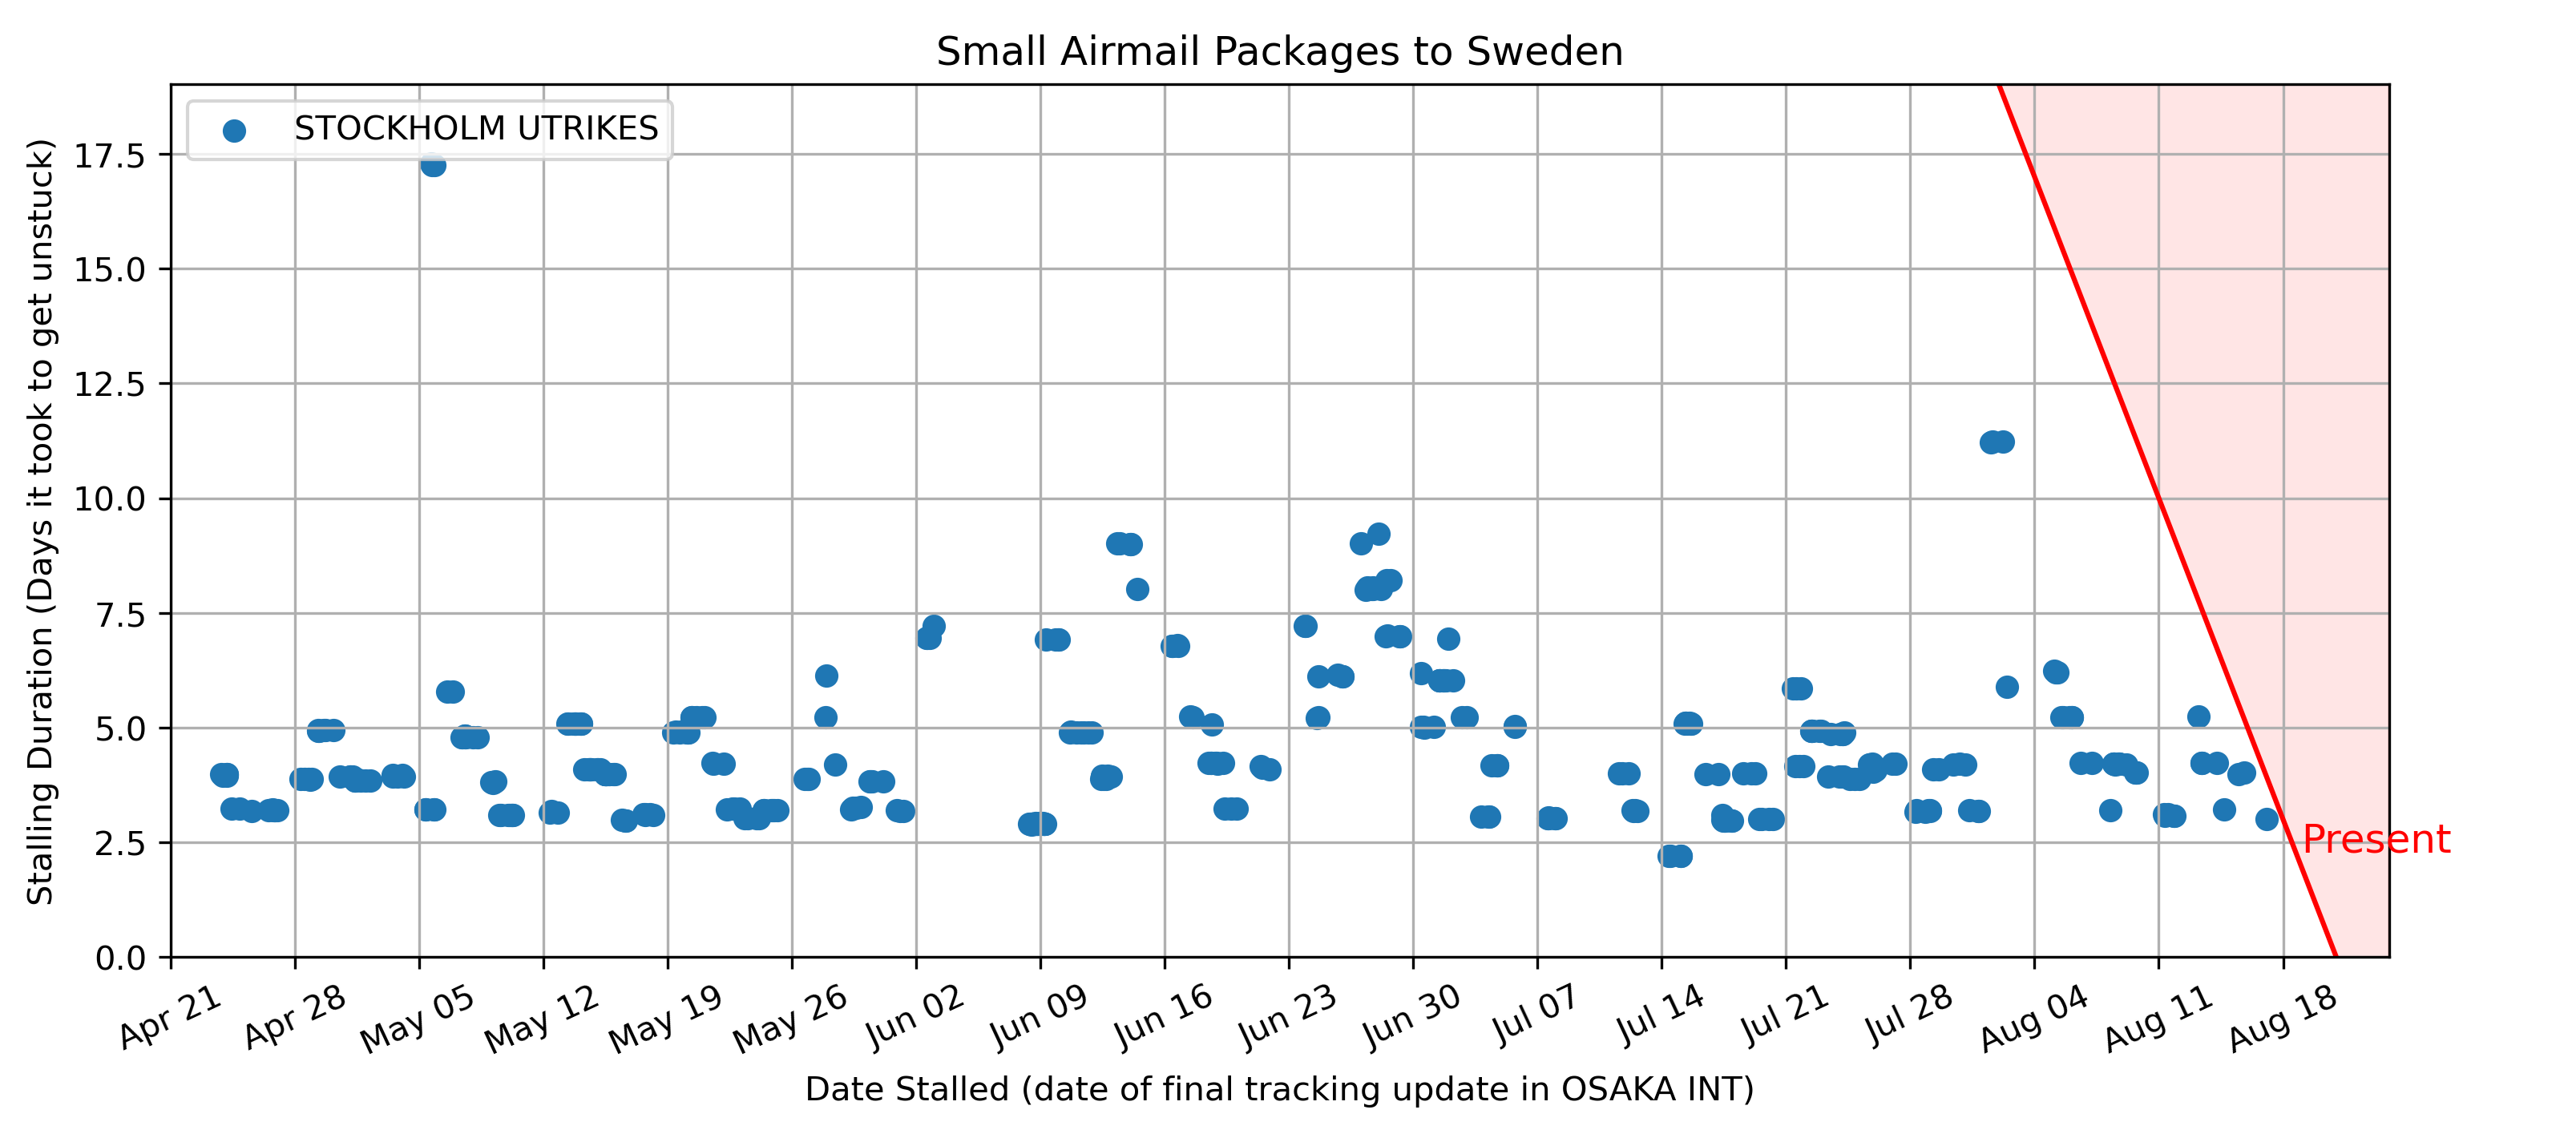 Small Airmail Packages to Sweden
STOCKHOLM UTRIKES
Stalling Duration (Days it took to get unstuck)
17.5
15.0
12.5
10.0
7.5
5.0
2.5
0.0
Present
Apr 21
Apr 28
May 05
May 12
May 19
May 26
Jun 02
Jun 09
Jun 16
Jun 23
Jun 30
Jul 07
Jul 14
Jul 21
Jul 28
Aug 04
Aug 11
Aug 18
Date Stalled (date of final tracking update in OSAKA INT)